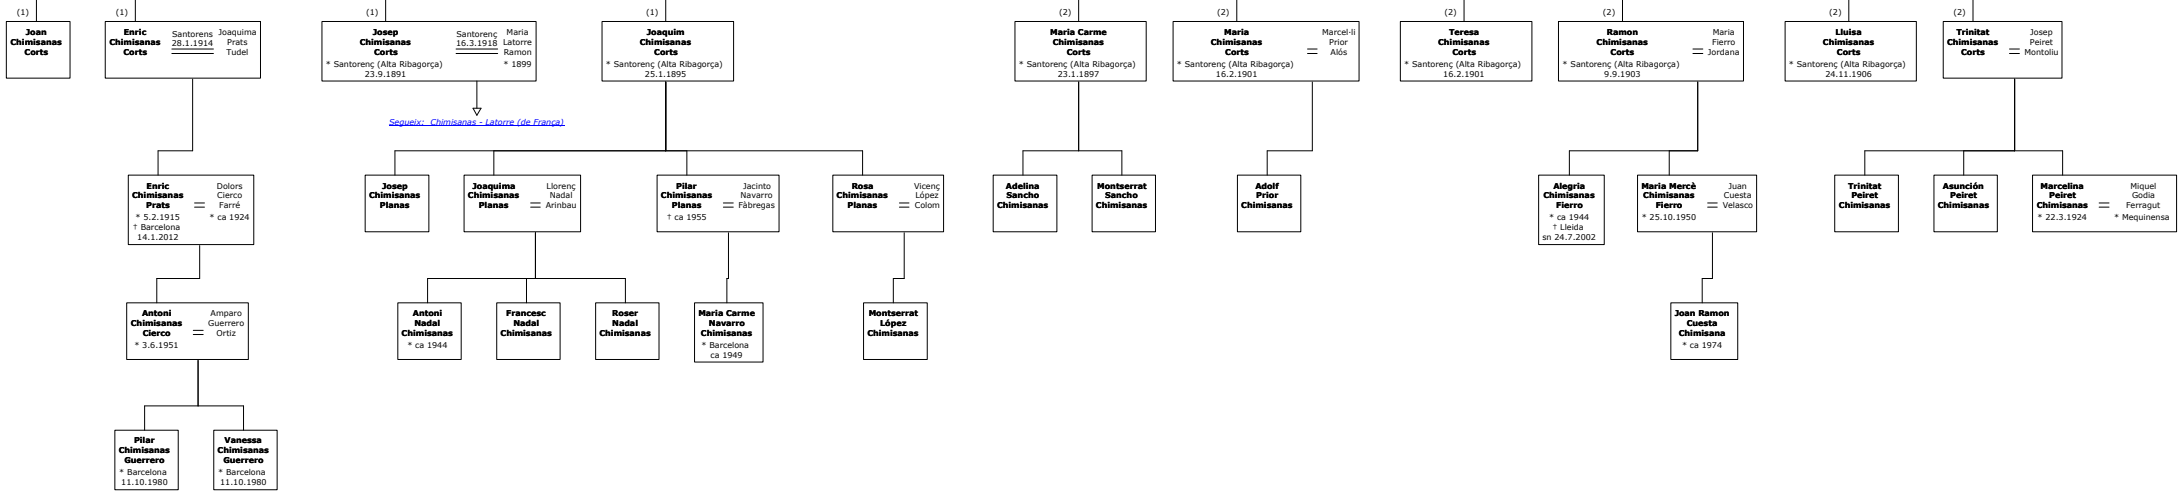 (1)
(1)
(1)
(1)
(2)
(2)
(2)
(2)
(2)
(2)
Joan
Chimisanas
Corts
Enric
Chimisanas
Corts
Santorens
28.1.1914
Joaquima
Prats
Tudel
Josep
Chimisanas
Corts
* Santorenç (Alta Ribagorça)
23.9.1891
Santorenç
16.3.1918
Maria
Latorre
Ramon
* 1899
Joaquim
Chimisanas
Corts
* Santorenç (Alta Ribagorça)
25.1.1895
Maria Carme
Chimisanas
Corts
* Santorenç (Alta Ribagorça)
23.1.1897
Maria
Chimisanas
Corts
* Santorenç (Alta Ribagorça)
16.2.1901
=
Marcel·li
Prior
Alós
Teresa
Chimisanas
Corts
* Santorenç (Alta Ribagorça)
16.2.1901
Ramon
Chimisanas
Corts
* Santorenç (Alta Ribagorça)
9.9.1903
=
Maria
Fierro
Jordana
Lluisa
Chimisanas
Corts
* Santorenç (Alta Ribagorça)
24.11.1906
Trinitat
Chimisanas
Corts
=
Josep
Peiret
Montoliu
Segueix: Chimisanas - Latorre (de França)
Enric
Chimisanas
Prats
* 5.2.1915
† Barcelona
14.1.2012
=
Dolors
Cierco
Farré
* ca 1924
Josep
Chimisanas
Planas
Joaquima
Chimisanas
Planas
=
Llorenç
Nadal
Arinbau
Pilar
Chimisanas
Planas
† ca 1955
=
Jacinto
Navarro
Fàbregas
Rosa
Chimisanas
Planas
=
Vicenç
López
Colom
Adelina
Sancho
Chimisanas
Montserrat
Sancho
Chimisanas
Adolf
Prior
Chimisanas
Alegria
Chimisanas
Fierro
* ca 1944
† Lleida
sn 24.7.2002
Maria Mercè
Chimisanas
Fierro
* 25.10.1950
=
Juan
Cuesta
Velasco
Trinitat
Peiret
Chimisanas
Asunción
Peiret
Chimisanas
Marcelina
Peiret
Chimisanas
* 22.3.1924
=
Miquel
Godia
Ferragut
* Mequinensa
Antoni
Chimisanas
Cierco
* 3.6.1951
=
Amparo
Guerrero
Ortiz
Antoni
Nadal
Chimisanas
* ca 1944
Francesc
Nadal
Chimisanas
Roser
Nadal
Chimisanas
Maria Carme
Navarro
Chimisanas
* Barcelona
ca 1949
Montserrat
López
Chimisanas
Joan Ramon
Cuesta
Chimisana
* ca 1974
Pilar
Chimisanas
Guerrero
* Barcelona
11.10.1980
Vanessa
Chimisanas
Guerrero
* Barcelona
11.10.1980